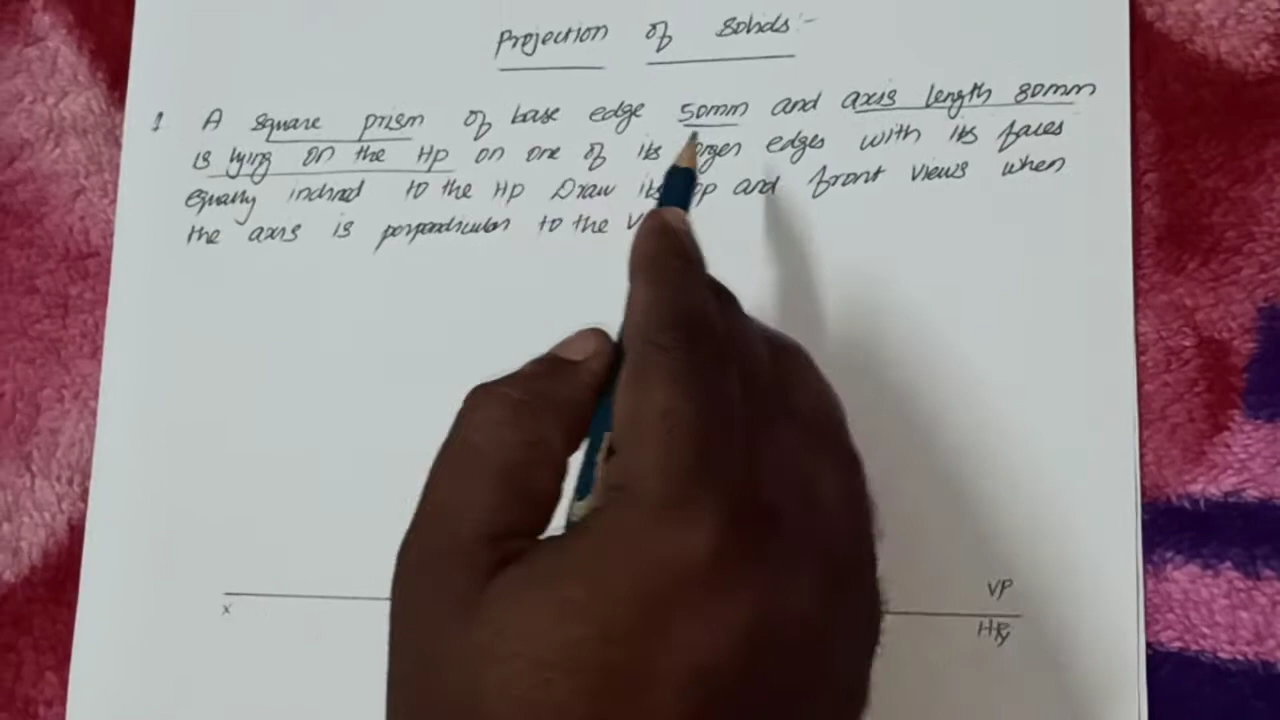 Projection of Solids:-
1 A square prism of base edge 50mm and axis length 80mm
is lying on the HP on one of its edges with its faces
equally inclined to the HP Draw its and front views when
the axis is perpendicular to the
VP
x
HP
y